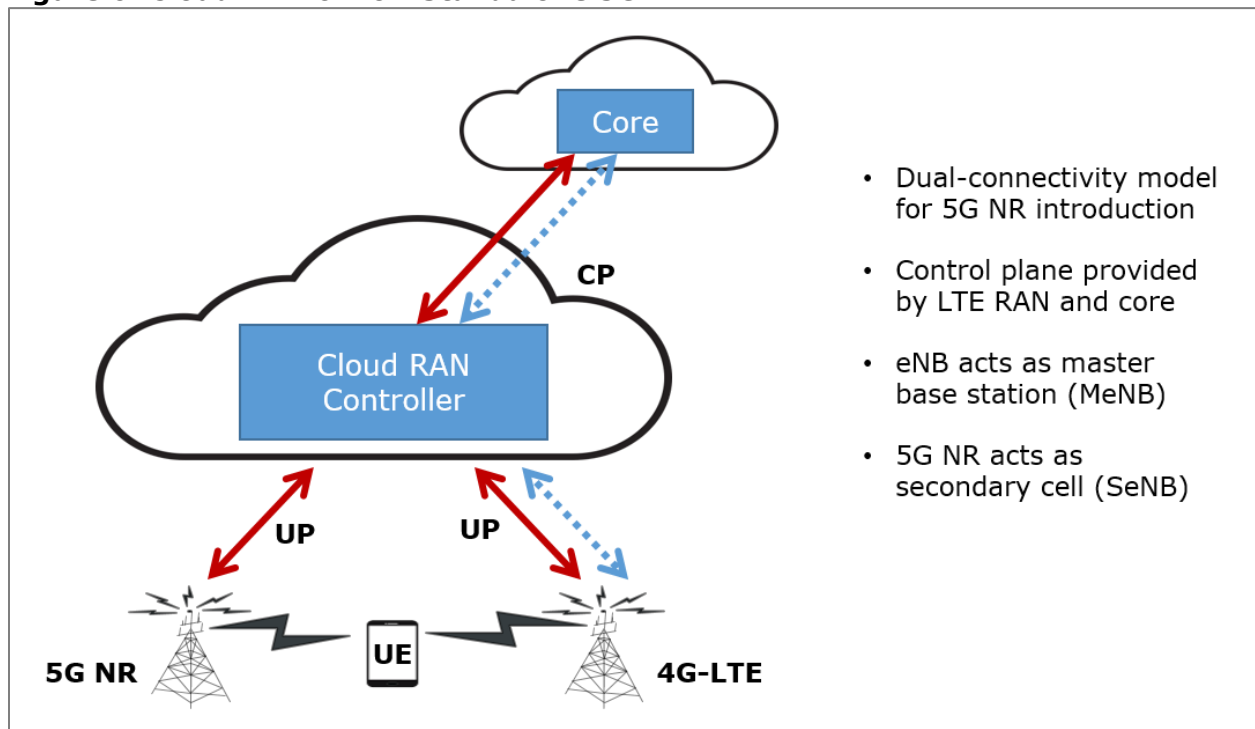 Core
CP
Cloud RAN
Controller
UP
UP
5G NR
UE
4G-LTE
• Dual-connectivity model
for 5G NR introduction
• Control plane provided
by LTE RAN and core
• eNB acts as master
base station (MeNB)
• 5G NR acts as
secondary cell (SeNB)